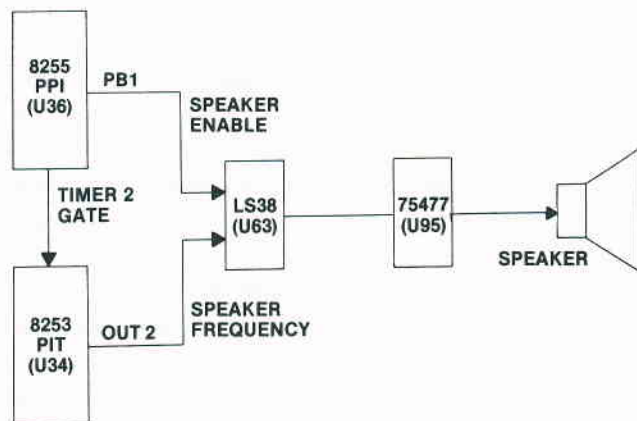 8255
PPI
(U36)
PB1
SPEAKER
ENABLE
TIMER 2
GATE
LS38
(U63)
75477
(U95)
SPEAKER
8253
PIT
(U34)
OUT 2
SPEAKER
FREQUENCY